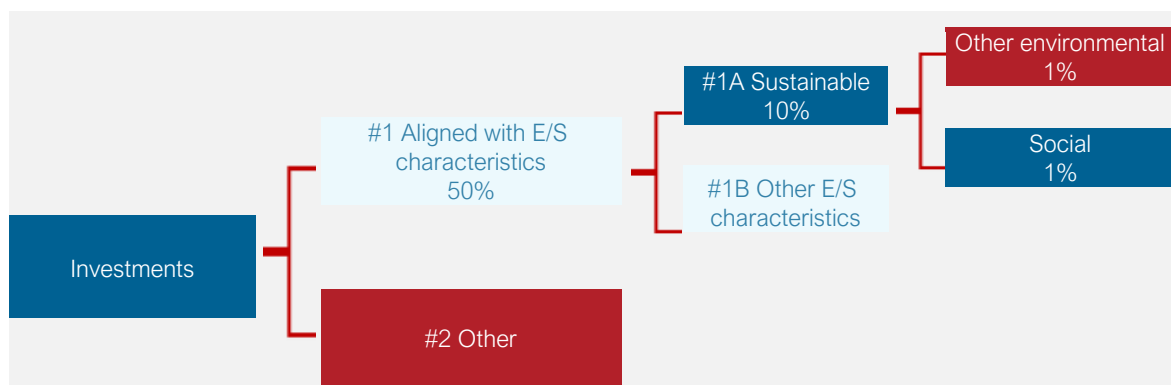 Investments
#1 Aligned with E/S
characteristics
50%
#2 Other
#1A Sustainable
10%
#1B Other E/S
characteristics
Other environmental
1%
Social
1%